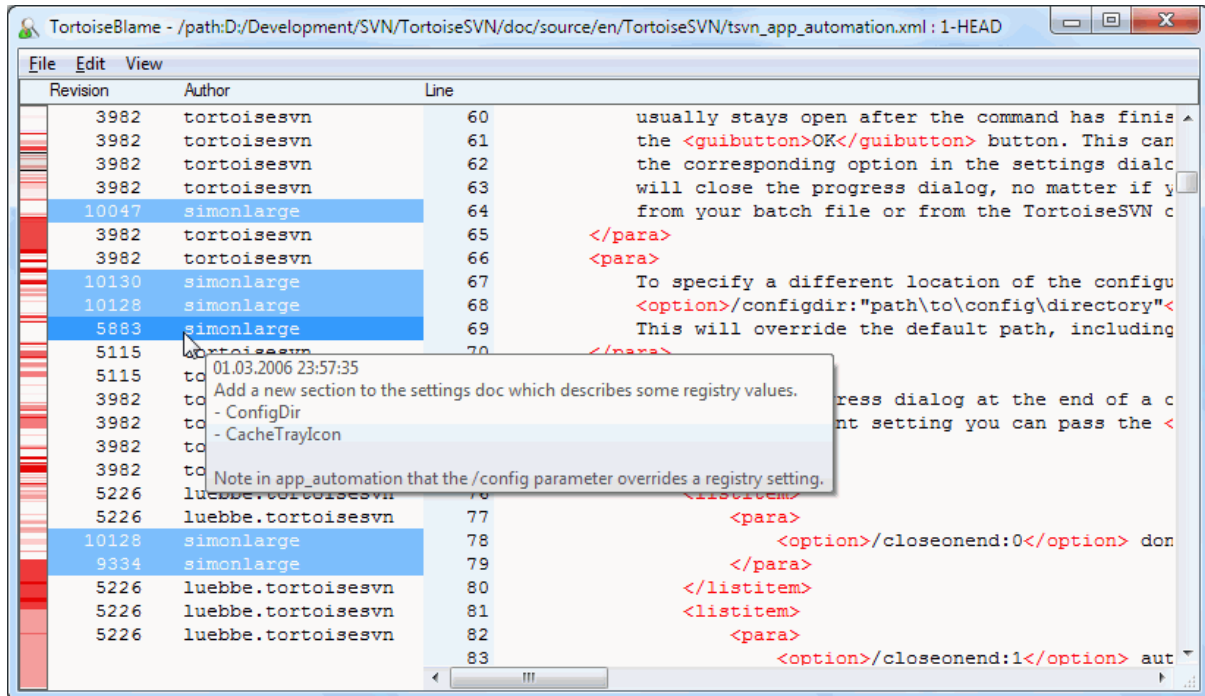 TortoiseBlame - /path:D:/Development/SVN/TortoiseSVN/doc/source/en/TortoiseSVN/tsvn_app_automation.xml : 1-HEAD
File Edit View
Revision Author Line
3982 tortoisesvn 60 usually stays open after the command has finis
3982 tortoisesvn 61 the <guibutton>OK</guibutton> button. This can
3982 tortoisesvn 62 the corresponding option in the settings dialo
3982 tortoisesvn 63 will close the progress dialog, no matter if y
10047 simonlarge 64 from your batch file or from the TortoiseSVN c
3982 tortoisesvn 65 </para>
3982 tortoisesvn 66 <para>
10130 simonlarge 67 To specify a different location of the configu
10128 simonlarge 68 <option>/configdir:"path\to\config\directory"<
5883 simonlarge 69 This will override the default path, including
5115 tortoisesvn 70 </para>
01.03.2006 23:57:35
5115 to
Add a new section to the settings doc which describes some registry values.
3982 to ress dialog at the end of a c
- ConfigDir
3982 to nt setting you can pass the <
- CacheTrayIcon
3982 to
3982 to
Note in app_automation that the /config parameter overrides a registry setting.
5226 luebbe.tortoisesvn 76 <listitem>
5226 luebbe.tortoisesvn 77 <para>
10128 simonlarge 78 <option>/closeonend:0</option> don
9334 simonlarge 79 </para>
5226 luebbe.tortoisesvn 80 </listitem>
5226 luebbe.tortoisesvn 81 <listitem>
5226 luebbe.tortoisesvn 82 <para>
83 <option>/closeonend:1</option> aut